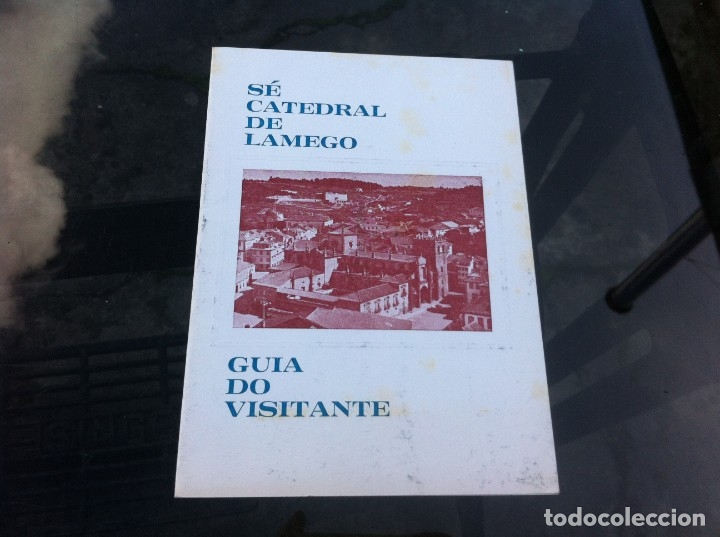 SÉ
CATEDRAL
DE
LAMEGO
GUIA
DO
VISITANTE
todocoleccion